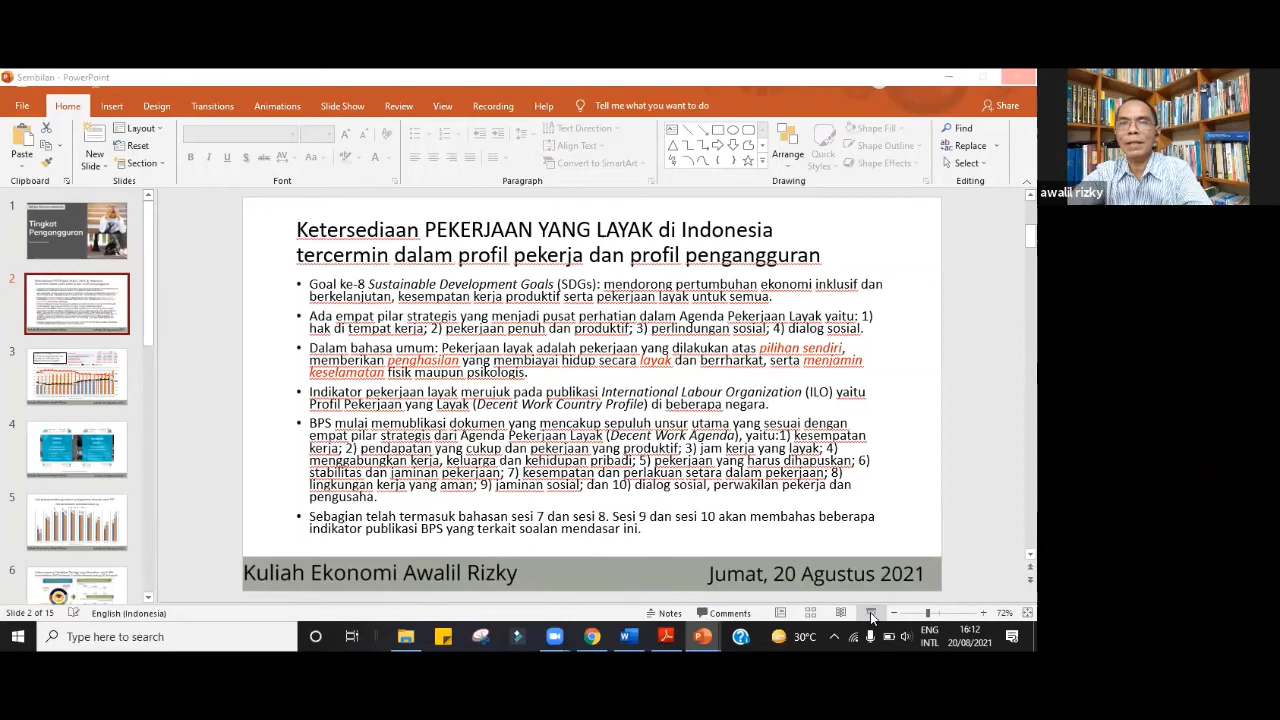 Sembilan - PowerPoint
File Home Insert Design Transitions Animations Slide Show Review View Recording Help Tell me what you want to do Share
Paste
Clipboard
New Slide
Layout
Reset
Section
Slides
Font
Text Direction
Align Text
Convert to SmartArt
Paragraph
Arrange
Quick Styles
Shape Fill
Shape Outline
Shape Effects
Drawing
Find
Replace
Select
Editing
awalil rizky
1
Tingkat
Pengangguran
2
3
4
5
6
Ketersediaan PEKERJAAN YANG LAYAK di Indonesia
tercermin dalam profil pekerja dan profil pengangguran
• Goal ke-8 Sustainable Development Goals (SDGs): mendorong pertumbuhan ekonomi inklusif dan
berkelanjutan, kesempatan kerja produktif serta pekerjaan layak untuk semua.
• Ada empat pilar strategis yang menjadi pusat perhatian dalam Agenda Pekerjaan Layak yaitu: 1)
hak di tempat kerja; 2) pekerjaan penuh dan produktif; 3) perlindungan sosial; 4) dialog sosial.
• Dalam bahasa umum: Pekerjaan layak adalah pekerjaan yang dilakukan atas pilihan sendiri,
memberikan penghasilan yang membiayai hidup secara layak dan berrharkat, serta menjamin
keselamatan fisik maupun psikologis.
• Indikator pekerjaan layak merujuk pada publikasi International Labour Organization (ILO) yaitu
Profil Pekerjaan yang Layak (Decent Work Country Profile) di beberapa negara.
• BPS mulai memublikasi dokumen yang mencakup sepuluh unsur utama yang sesuai dengan
empat pilar strategis dari Agenda Pekerjaan Layak (Decent Work Agenda), yaitu:1) kesempatan
kerja; 2) pendapatan yang cukup dan pekerjaan yang produktif; 3) jam kerja yang layak; 4)
menggabungkan kerja, keluarga dan kehidupan pribadi; 5) pekerjaan yang harus dihapuskan; 6)
stabilitas dan jaminan pekerjaan; 7) kesempatan dan perlakuan setara dalam pekerjaan; 8)
lingkungan kerja yang aman; 9) jaminan sosial; dan 10) dialog sosial, perwakilan pekerja dan
pengusaha.
• Sebagian telah termasuk bahasan sesi 7 dan sesi 8. Sesi 9 dan sesi 10 akan membahas beberapa
indikator publikasi BPS yang terkait soalan mendasar ini.
Kuliah Ekonomi Awalil Rizky Jumat, 20 Agustus 2021
Slide 2 of 15 English (Indonesia) Notes Comments 72%
Type here to search 30°C ENG INTL 16:12 20/08/2021